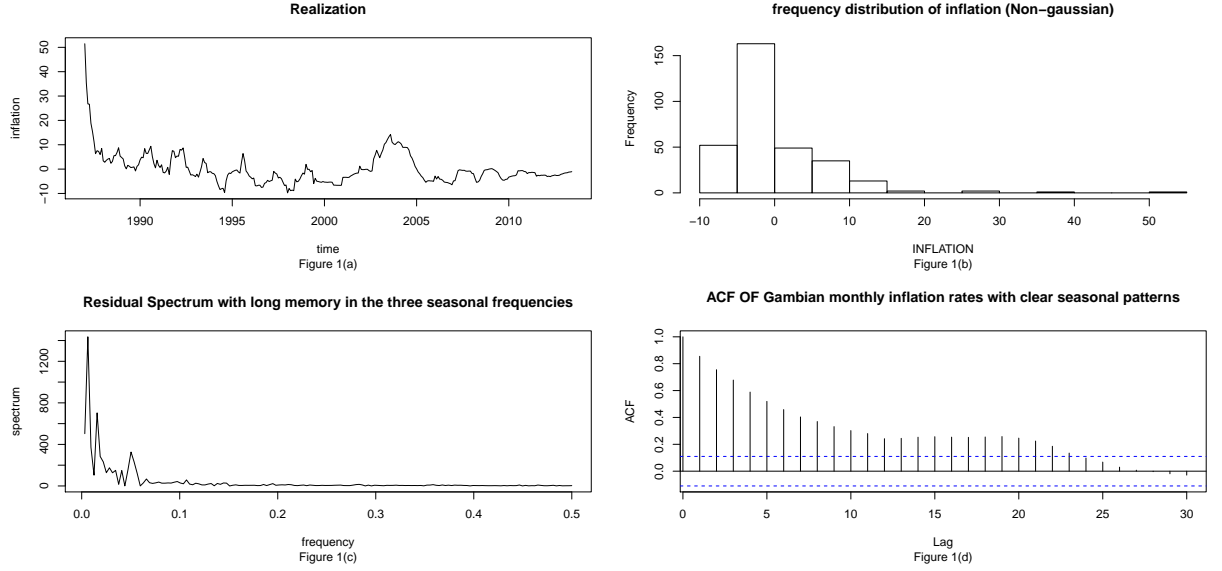 Realization
inflation
−10 0 10 20 30 40 50
1990 1995 2000 2005 2010
time
Figure 1(a)
frequency distribution of inflation (Non−gaussian)
Frequency
0 50 100 150
−10 0 10 20 30 40 50
INFLATION
Figure 1(b)
Residual Spectrum with long memory in the three seasonal frequencies
spectrum
0 400 800 1200
0.0 0.1 0.2 0.3 0.4 0.5
frequency
Figure 1(c)
ACF OF Gambian monthly inflation rates with clear seasonal patterns
ACF
0.0 0.2 0.4 0.6 0.8 1.0
0 5 10 15 20 25 30
Lag
Figure 1(d)